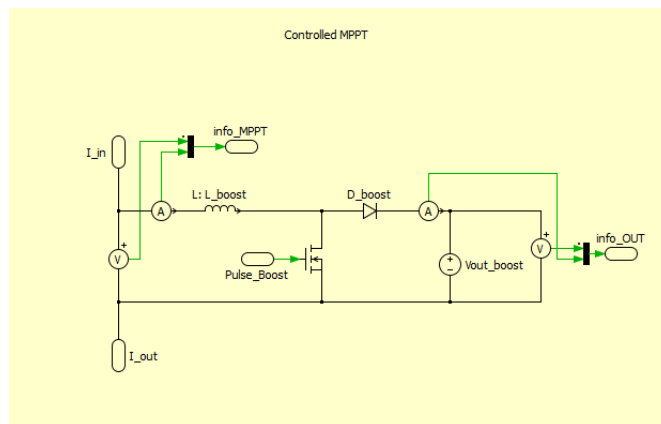 Controlled MPPT
info_MPPT
I_in
L: L_boost
D_boost
A
A
V
V
info_OUT
Pulse_Boost
Vout_boost
I_out